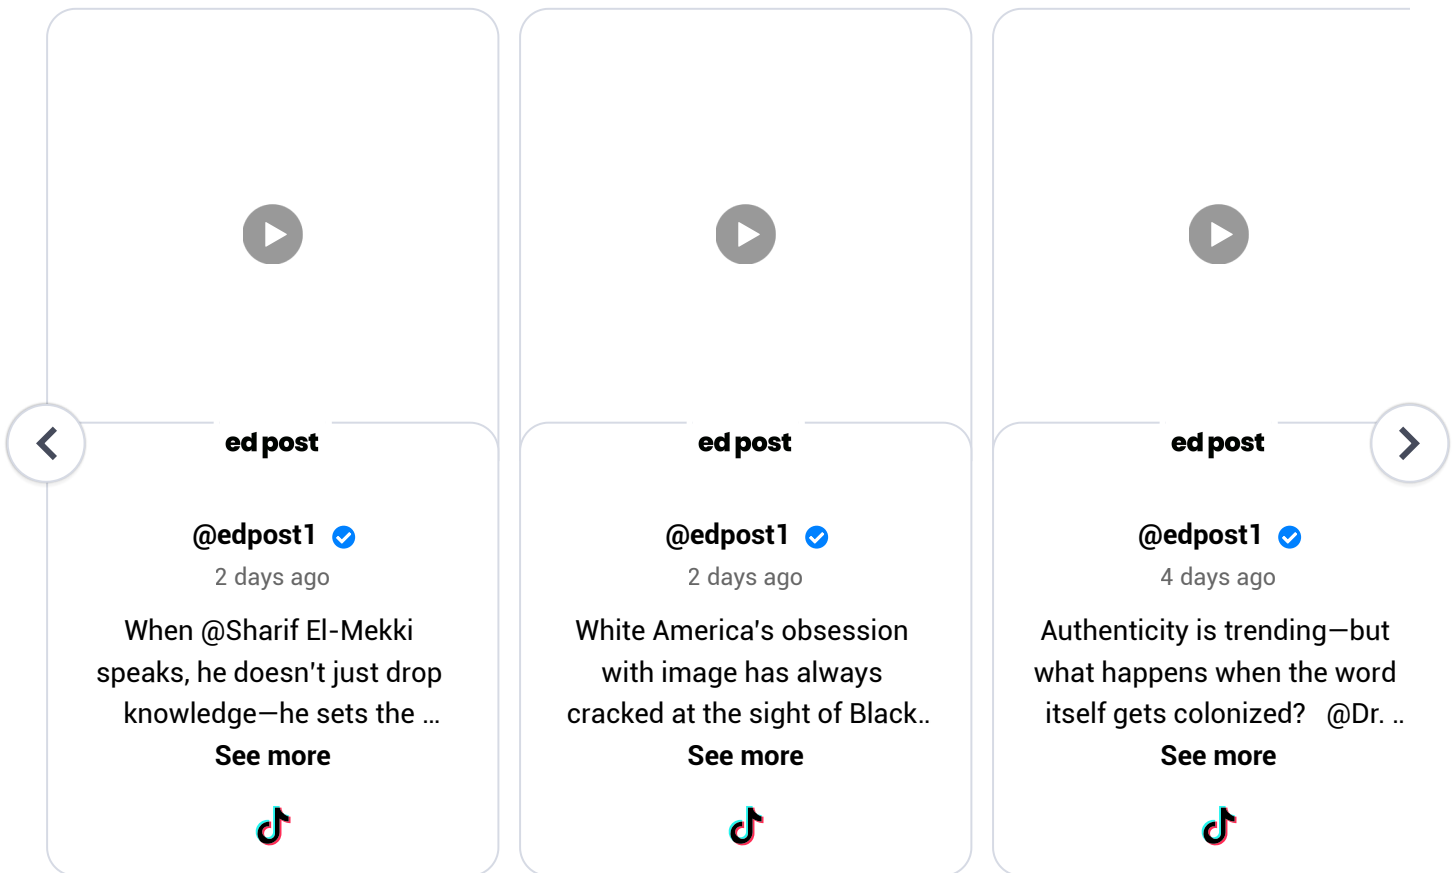 ed post
@edpost1
2 days ago
When @Sharif El-Mekki
speaks, he doesn't just drop
knowledge—he sets the ...
See more
ed post
@edpost1
2 days ago
White America's obsession
with image has always
cracked at the sight of Black..
See more
ed post
@edpost1
4 days ago
Authenticity is trending—but
what happens when the word
itself gets colonized? @Dr. ..
See more